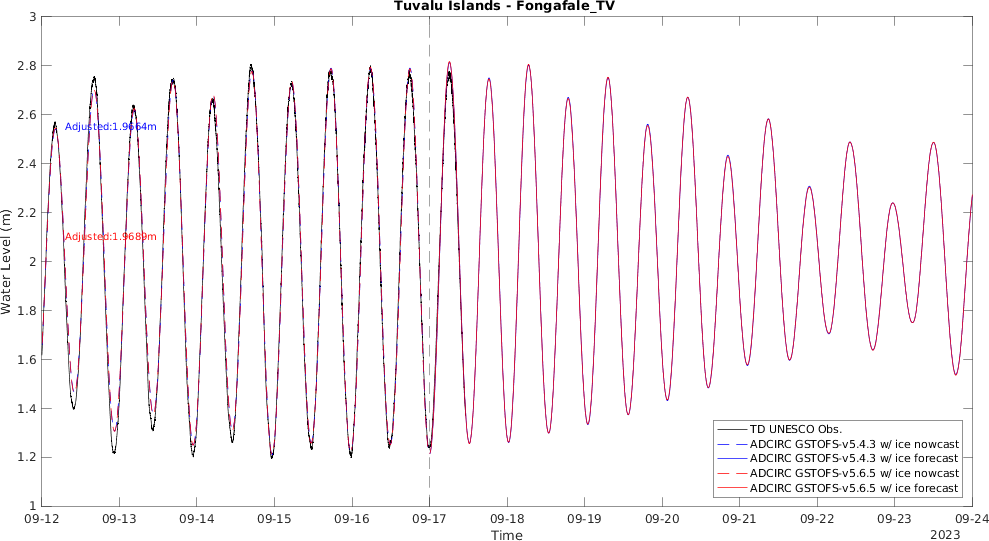 Tuvalu Islands - Fongafale_TV
3
2.8
2.6
2.4
2.2
2
1.8
1.6
1.4
1.2
1
Water Level (m)
Adjusted:1.9664m
Adjusted:1.9689m
TD UNESCO Obs.
ADCIRC GSTOFS-v5.4.3 w/ ice nowcast
ADCIRC GSTOFS-v5.4.3 w/ ice forecast
ADCIRC GSTOFS-v5.6.5 w/ ice nowcast
ADCIRC GSTOFS-v5.6.5 w/ ice forecast
09-12 09-13 09-14 09-15 09-16 09-17 09-18 09-19 09-20 09-21 09-22 09-23 09-24
Time
2023